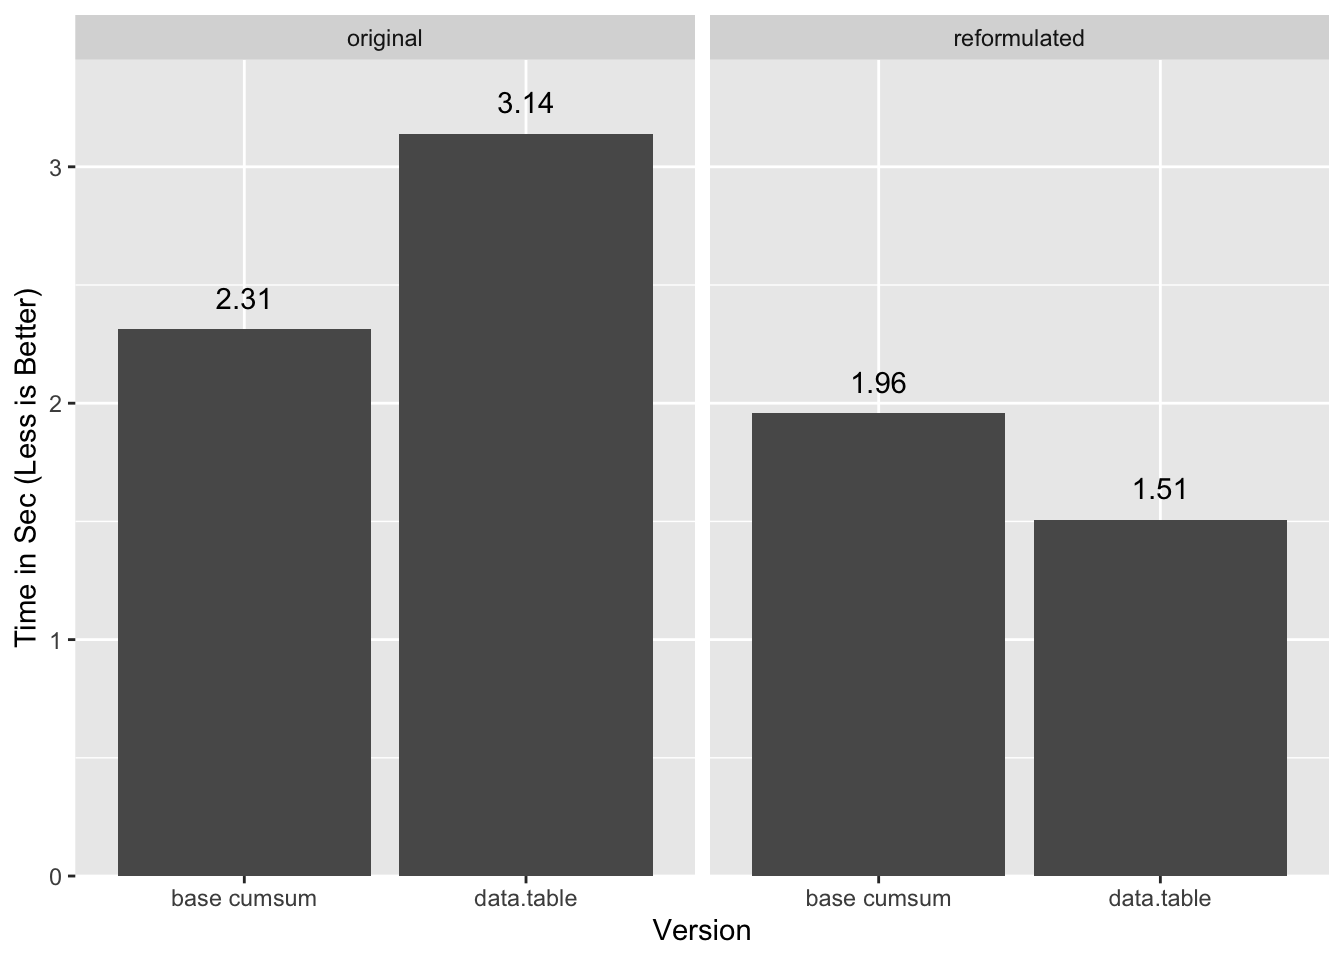 original
reformulated
3.14
2.31
1.96
1.51
3
2
1
0
Time in Sec (Less is Better)
base cumsum
data.table
base cumsum
data.table
Version